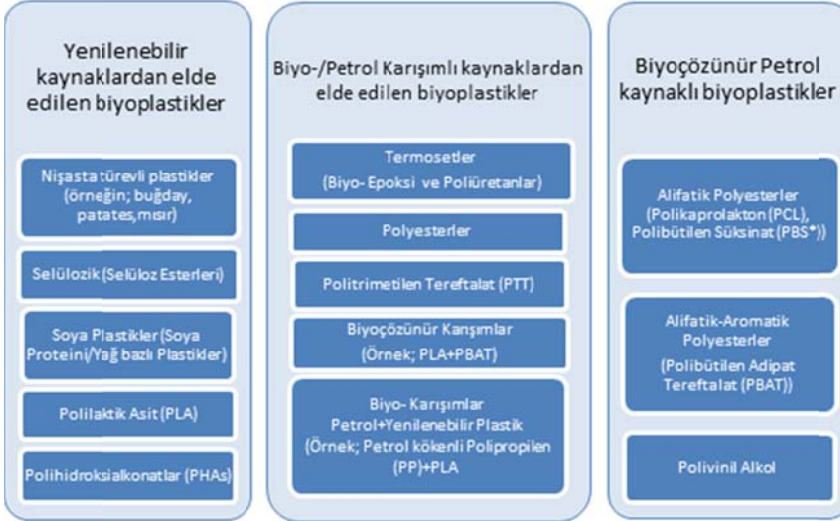 Yenilenebilir
kaynaklardan elde
edilen biyoplastikler
Nişasta türevli plastikler
(örneğin; buğday,
patates,mısır)
Selülozik (Selüloz Esterleri)
Soya Plastikler (Soya
Proteini/Yağ bazlı Plastikler)
Polilaktik Asit (PLA)
Polihidroksialkonatlar (PHAs)
Biyo-/Petrol Karışımlı kaynaklardan
elde edilen biyoplastikler
Termosetler
(Biyo- Epoksi ve Poliüretanlar)
Polyesterler
Politrimetilen Tereftalat (PTT)
Biyoçözünür Karışımlar
(Örnek; PLA+PBAT)
Biyo- Karışımlar
Petrol+Yenilenebilir Plastik
(Örnek; Petrol kökenli Polipropilen
(PP)+PLA
Biyoçözünür Petrol
kaynaklı biyoplastikler
Alifatik Polyesterler
(Polikaprolakton (PCL),
Polibütilen Süksinat (PBS*))
Alifatik-Aromatik
Polyesterler
(Polibütilen Adipat
Tereftalat (PBAT))
Polivinil Alkol